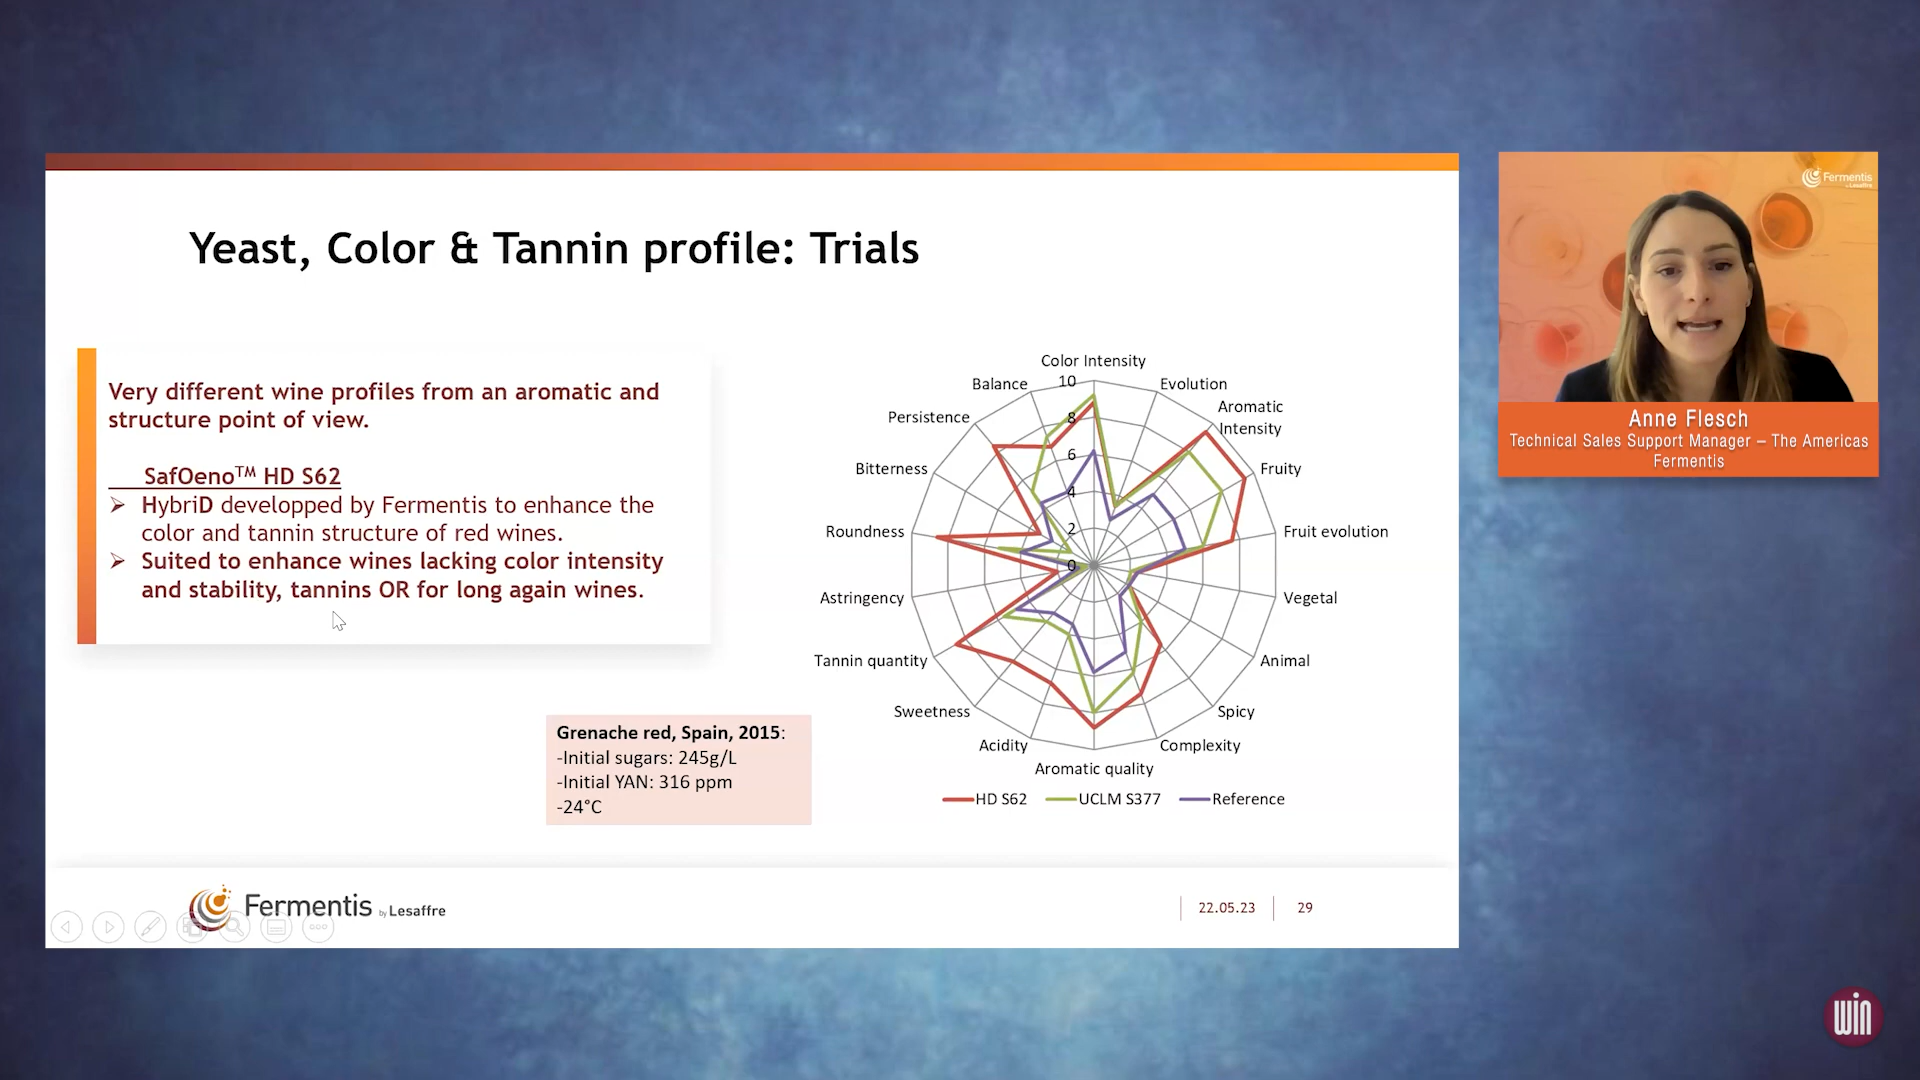 Yeast, Color & Tannin profile: Trials
Very different wine profiles from an aromatic and
structure point of view.
SafOeno™ HD S62
HybriD developped by Fermentis to enhance the
color and tannin structure of red wines.
Suited to enhance wines lacking color intensity
and stability, tannins OR for long again wines.
Grenache red, Spain, 2015:
-Initial sugars: 245g/L
-Initial YAN: 316 ppm
-24°C
Color Intensity
Evolution
Aromatic
Intensity
Fruity
Fruit evolution
Vegetal
Animal
Spicy
Complexity
Aromatic quality
Acidity
Sweetness
Tannin quantity
Astringency
Roundness
Bitterness
Persistence
Balance
10
8
6
4
2
0
HD S62 UCLM S377 Reference
Fermentis by Lesaffre
22.05.23 29
Fermentis
by Lesaffre
Anne Flesch
Technical Sales Support Manager – The Americas
Fermentis
win